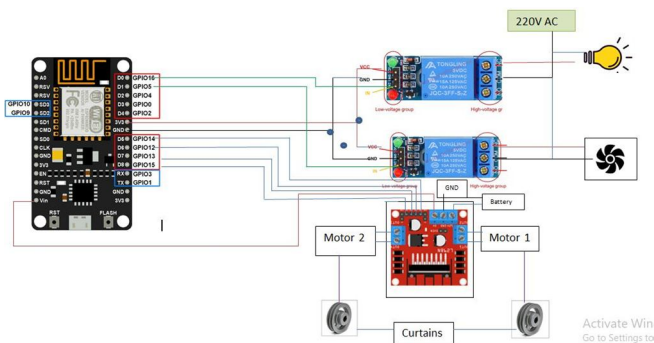 220V AC
A0
RSV
RSV
SD3
SD2
SD1
CMD
SD0
CLK
GND
3V3
EN
RST
GND
Vin
GPIO10
GPIO9
D0
D1
D2
D3
D4
3V3
GND
D5
D6
D7
D8
RX
TX
GND
3V3
GPIO16
GPIO5
GPIO4
GPIO0
GPIO2
GPIO14
GPIO12
GPIO13
GPIO15
GPIO3
GPIO1
RST
FLASH
VCC
GND
IN
TONGLING
5VDC
JQC-3FF-S-Z
Low-voltage group
High-voltage gr
VCC
GND
IN
TONGLING
5VDC
JQC-3FF-S-Z
Low-voltage group
High-voltage group
GND
Battery
Motor 2
Motor 1
Curtains
Activate Win
Go to Settings to